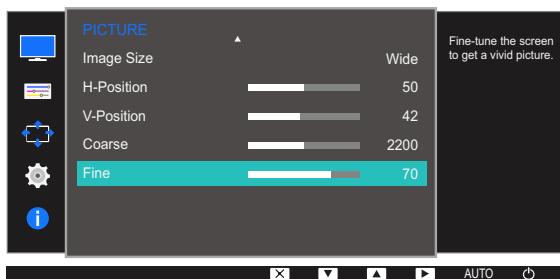 PICTURE
Image Size Wide
H-Position 50
V-Position 42
Coarse 2200
Fine 70
Fine-tune the screen
to get a vivid picture.
AUTO